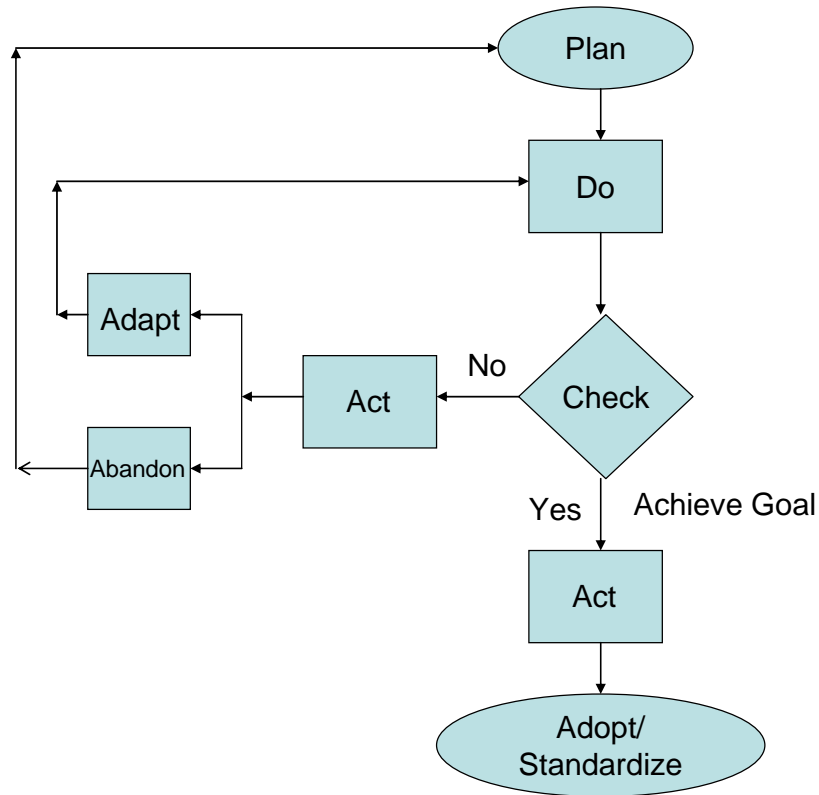 Plan
Do
Adapt
No
Act
Check
Abandon
Yes
Achieve Goal
Act
Adopt/
Standardize